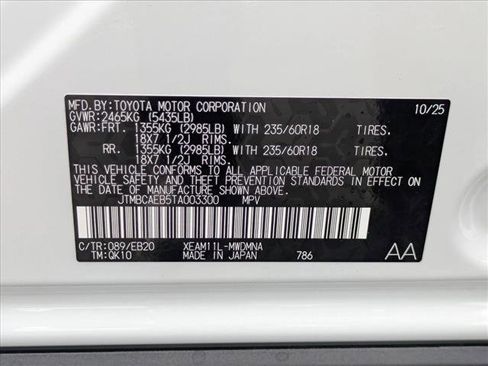 MFD.BY:TOYOTA MOTOR CORPORATION 10/25
GVWR:2465KG (5435LB)
GAWR:FRT. 1355KG (2985LB) WITH 235/60R18 TIRES.
18X7 1/2J RIMS.
RR. 1355KG (2985LB) WITH 235/60R18 TIRES.
18X7 1/2J RIMS.
THIS VEHICLE CONFORMS TO ALL APPLICABLE FEDERAL MOTOR
VEHICLE SAFETY AND THEFT PREVENTION STANDARDS IN EFFECT
ON THE DATE OF MANUFACTURE SHOWN ABOVE.
JTMBCAEB5TA003300 MPV
C/TR:089/EB20 XEAM11L-MWDMNA AA
TM:QK10 MADE IN JAPAN 786